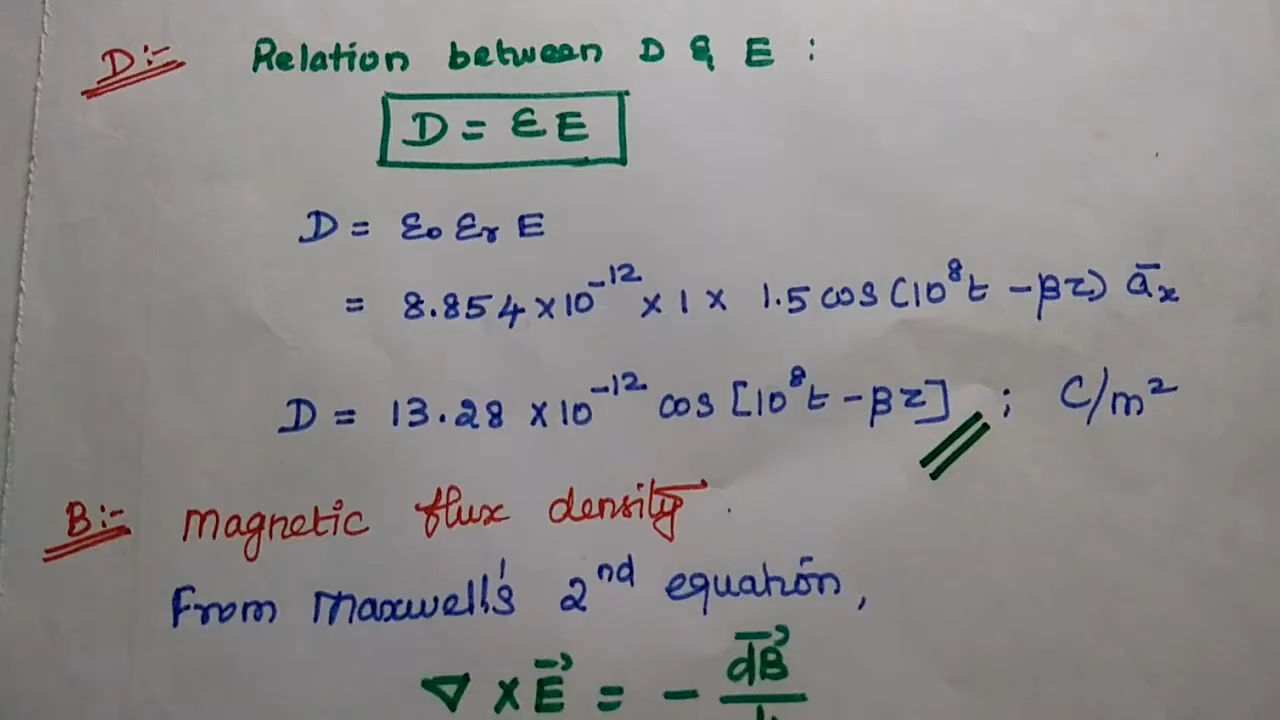 D:- Relation between D & E :
D = εE
D = ε₀ εᵣ E
= 8.854 × 10⁻¹² × 1 × 1.5 cos (10⁸t - βz) āₓ
D = 13.28 × 10⁻¹² cos [10⁸t - βz] ; C/m²
B:- Magnetic flux density
From Maxwell's 2ⁿᵈ equation,
∇ × E⃗ = - dB⃗